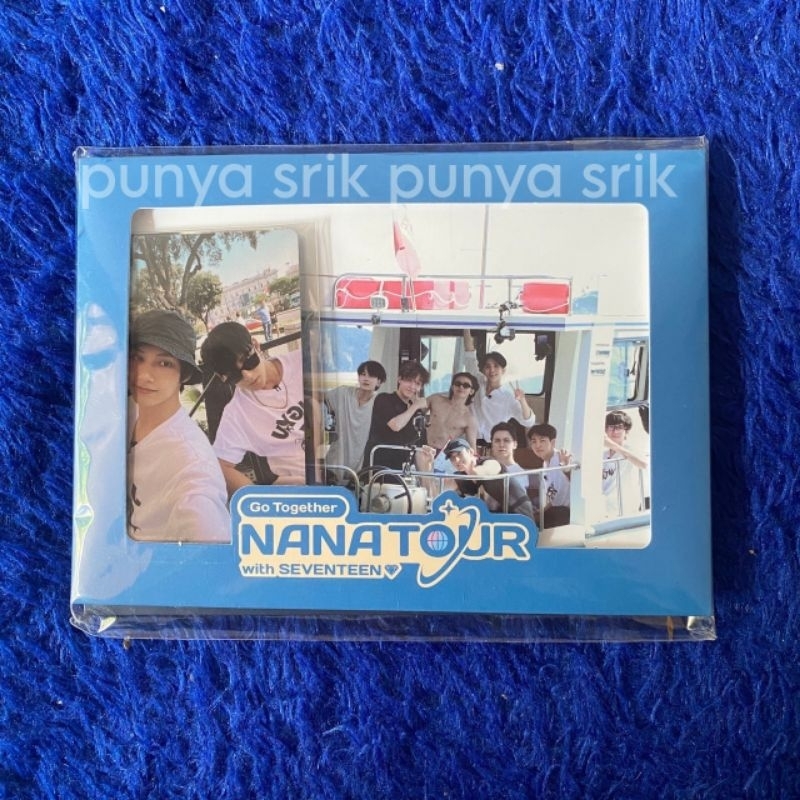 punya srik punya srik
Go Together
NANA TOUR
with SEVENTEEN